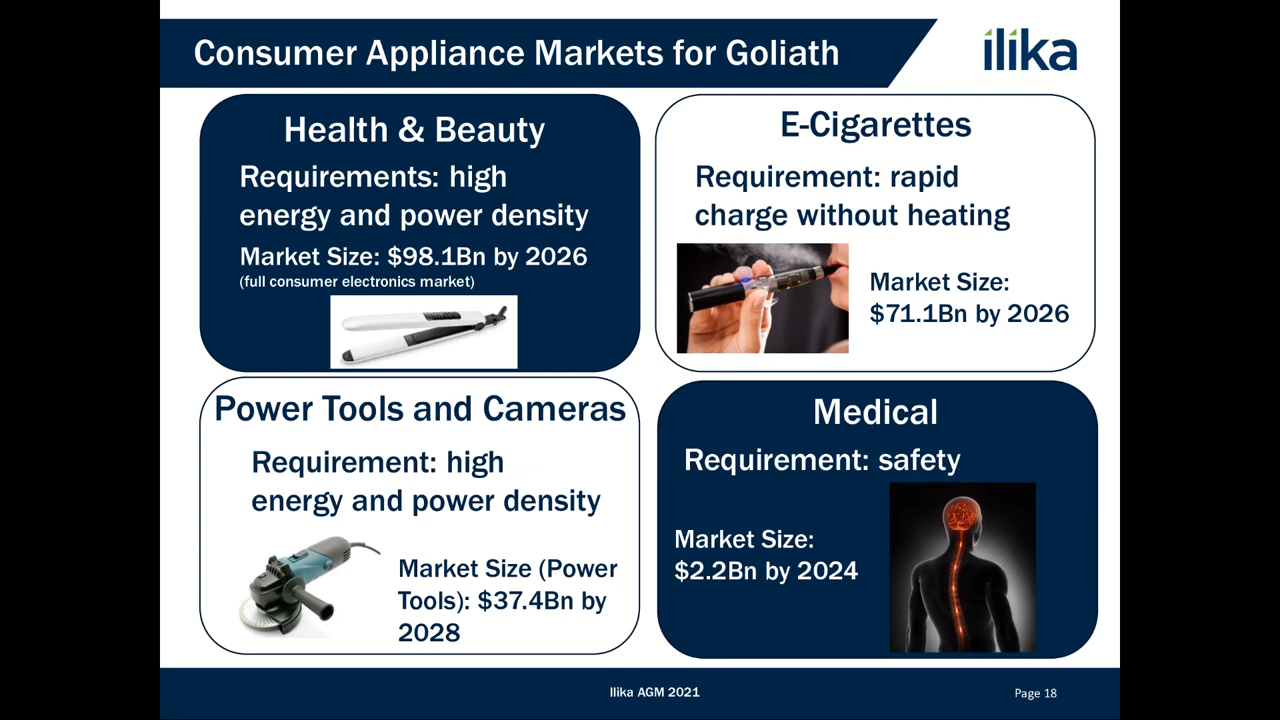 Consumer Appliance Markets for Goliath
ilika
Health & Beauty
Requirements: high
energy and power density
Market Size: $98.1Bn by 2026
(full consumer electronics market)
E-Cigarettes
Requirement: rapid
charge without heating
Market Size:
$71.1Bn by 2026
Power Tools and Cameras
Requirement: high
energy and power density
Market Size (Power
Tools): $37.4Bn by
2028
Medical
Requirement: safety
Market Size:
$2.2Bn by 2024
Ilika AGM 2021
Page 18